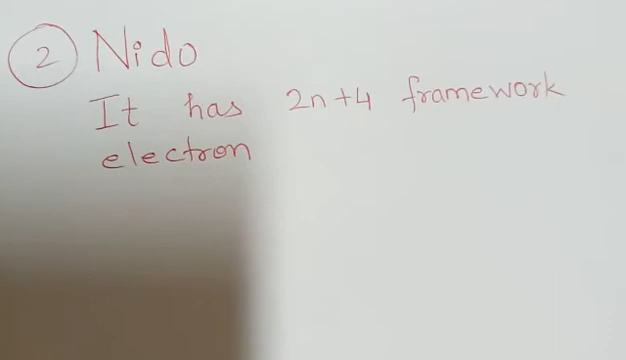 ② Nido
It has 2n+4 framework
electron